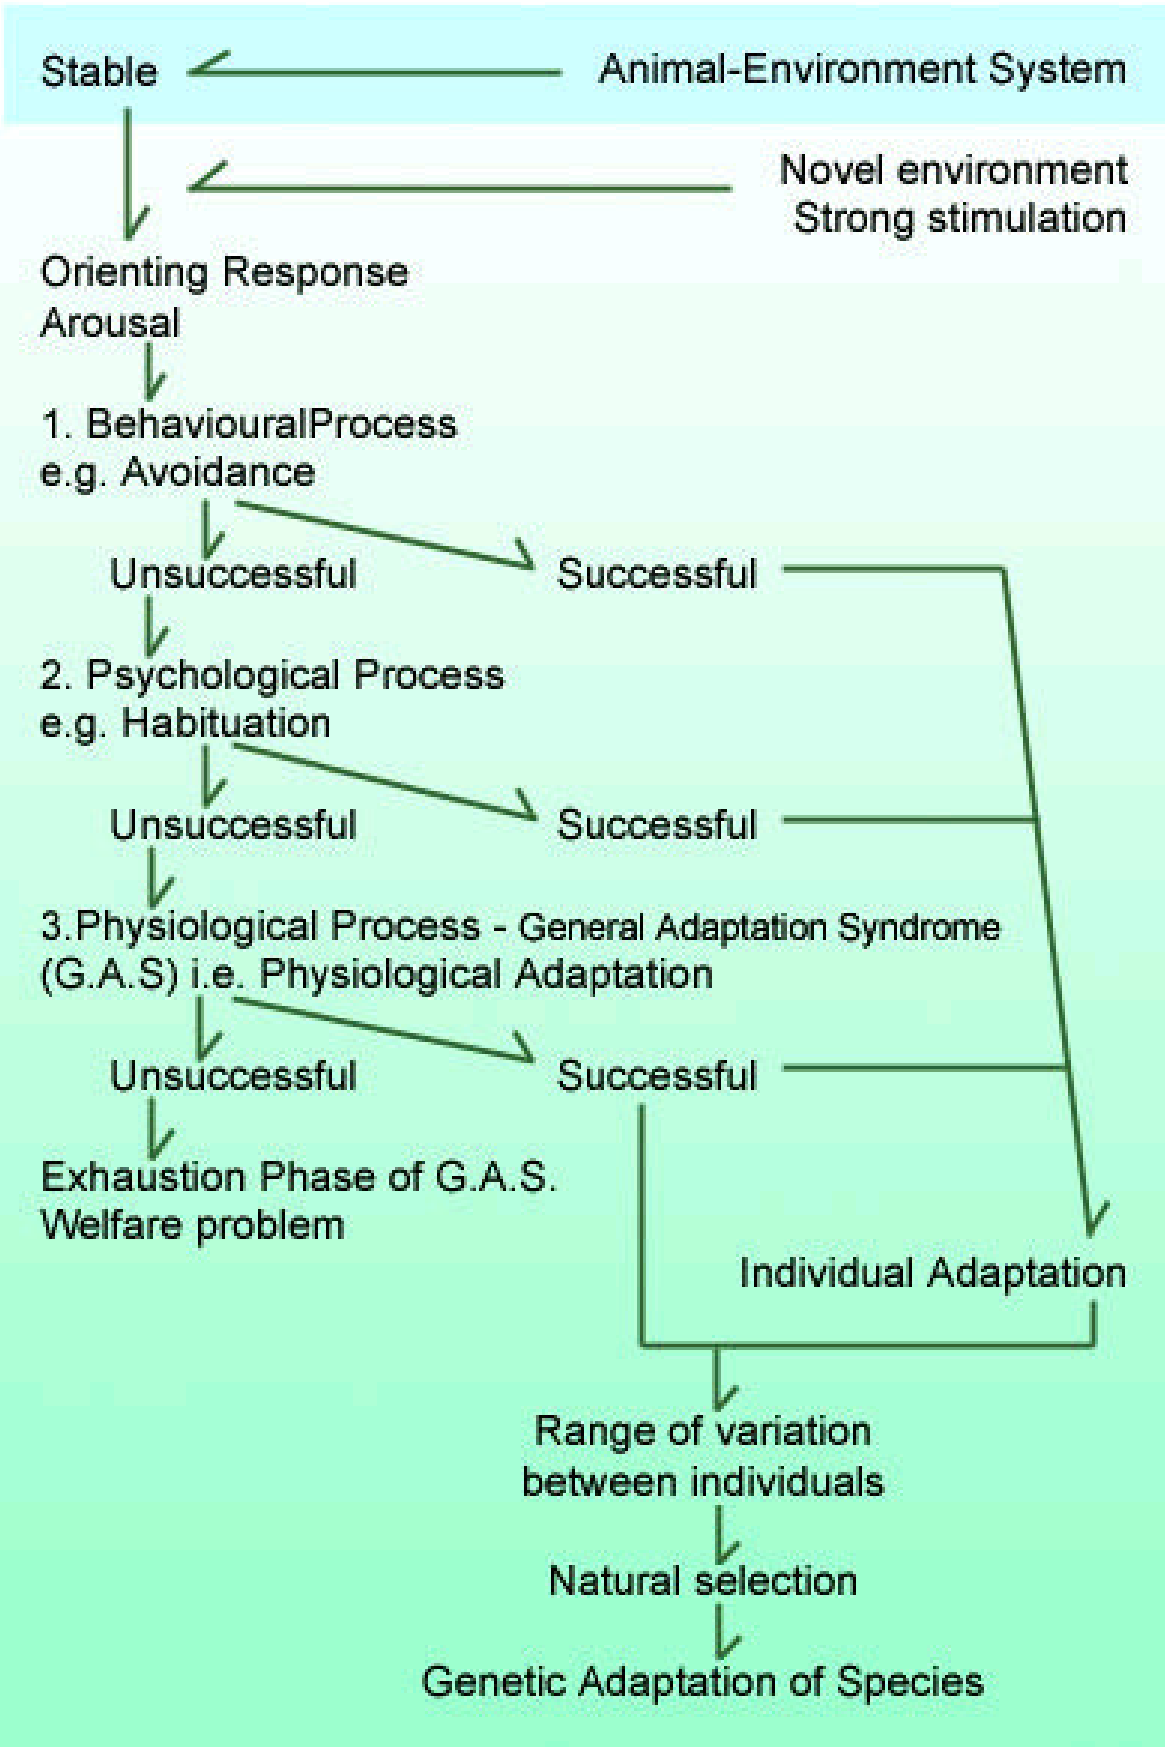 Stable
Animal-Environment System
Novel environment
Strong stimulation
Orienting Response
Arousal
1. BehaviouralProcess
e.g. Avoidance
Unsuccessful
Successful
2. Psychological Process
e.g. Habituation
Unsuccessful
Successful
3.Physiological Process - General Adaptation Syndrome
(G.A.S) i.e. Physiological Adaptation
Unsuccessful
Successful
Exhaustion Phase of G.A.S.
Welfare problem
Individual Adaptation
Range of variation
between individuals
Natural selection
Genetic Adaptation of Species